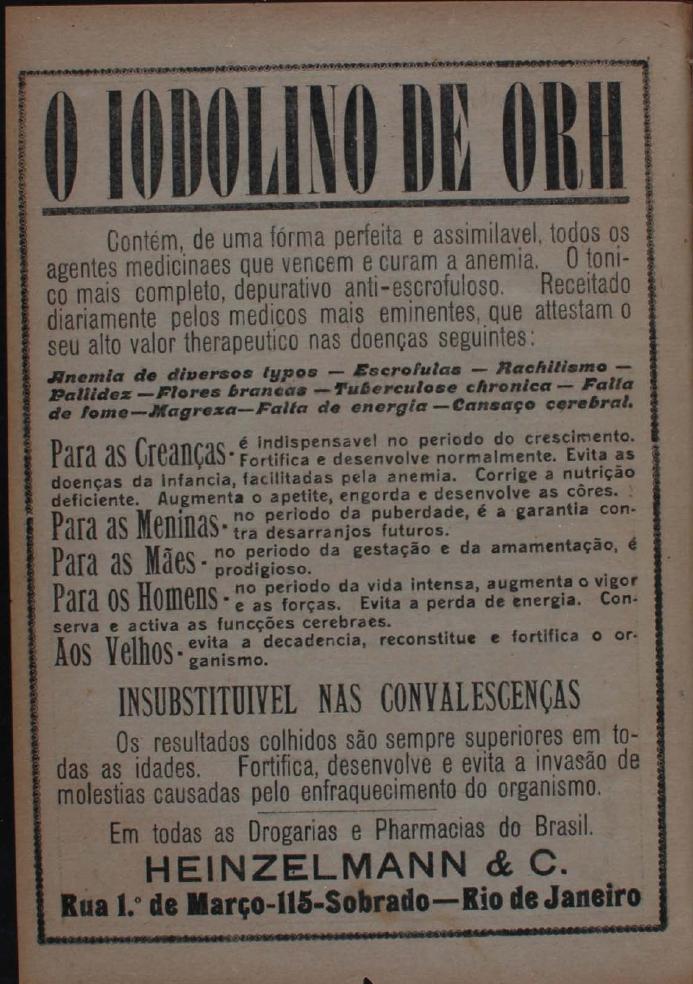 O IODOLINO DE ORH
Contém, de uma fórma perfeita e assimilavel, todos os
agentes medicinaes que vencem e curam a anemia. O toni-
co mais completo, depurativo anti-escrofuloso. Receitado
diariamente pelos medicos mais eminentes, que attestam o
seu alto valor therapeutico nas doenças seguintes:
Anemia de diversos typos — Escrofulas — Rachitismo —
Pallidez — Flores brancas — Tuberculose chronica — Falta
de fome—Magreza—Falta de energia—Cansaço cerebral.
Para as Creanças - é indispensavel no periodo do crescimento.
Fortifica e desenvolve normalmente. Evita as
doenças da infancia, facilitadas pela anemia. Corrige a nutrição
deficiente. Augmenta o apetite, engorda e desenvolve as côres.
Para as Meninas - no periodo da puberdade, é a garantia con-
tra desarranjos futuros.
Para as Mães - no periodo da gestação e da amamentação, é
prodigioso.
Para os Homens - no periodo da vida intensa, augmenta o vigor
e as forças. Evita a perda de energia. Con-
serva e activa as funcções cerebraes.
Aos Velhos - evita a decadencia, reconstitue e fortifica o or-
ganismo.
INSUBSTITUIVEL NAS CONVALESCENÇAS
Os resultados colhidos são sempre superiores em to-
das as idades. Fortifica, desenvolve e evita a invasão de
molestias causadas pelo enfraquecimento do organismo.
Em todas as Drogarias e Pharmacias do Brasil.
HEINZELMANN & C.
Rua 1.º de Março-115-Sobrado—Rio de Janeiro